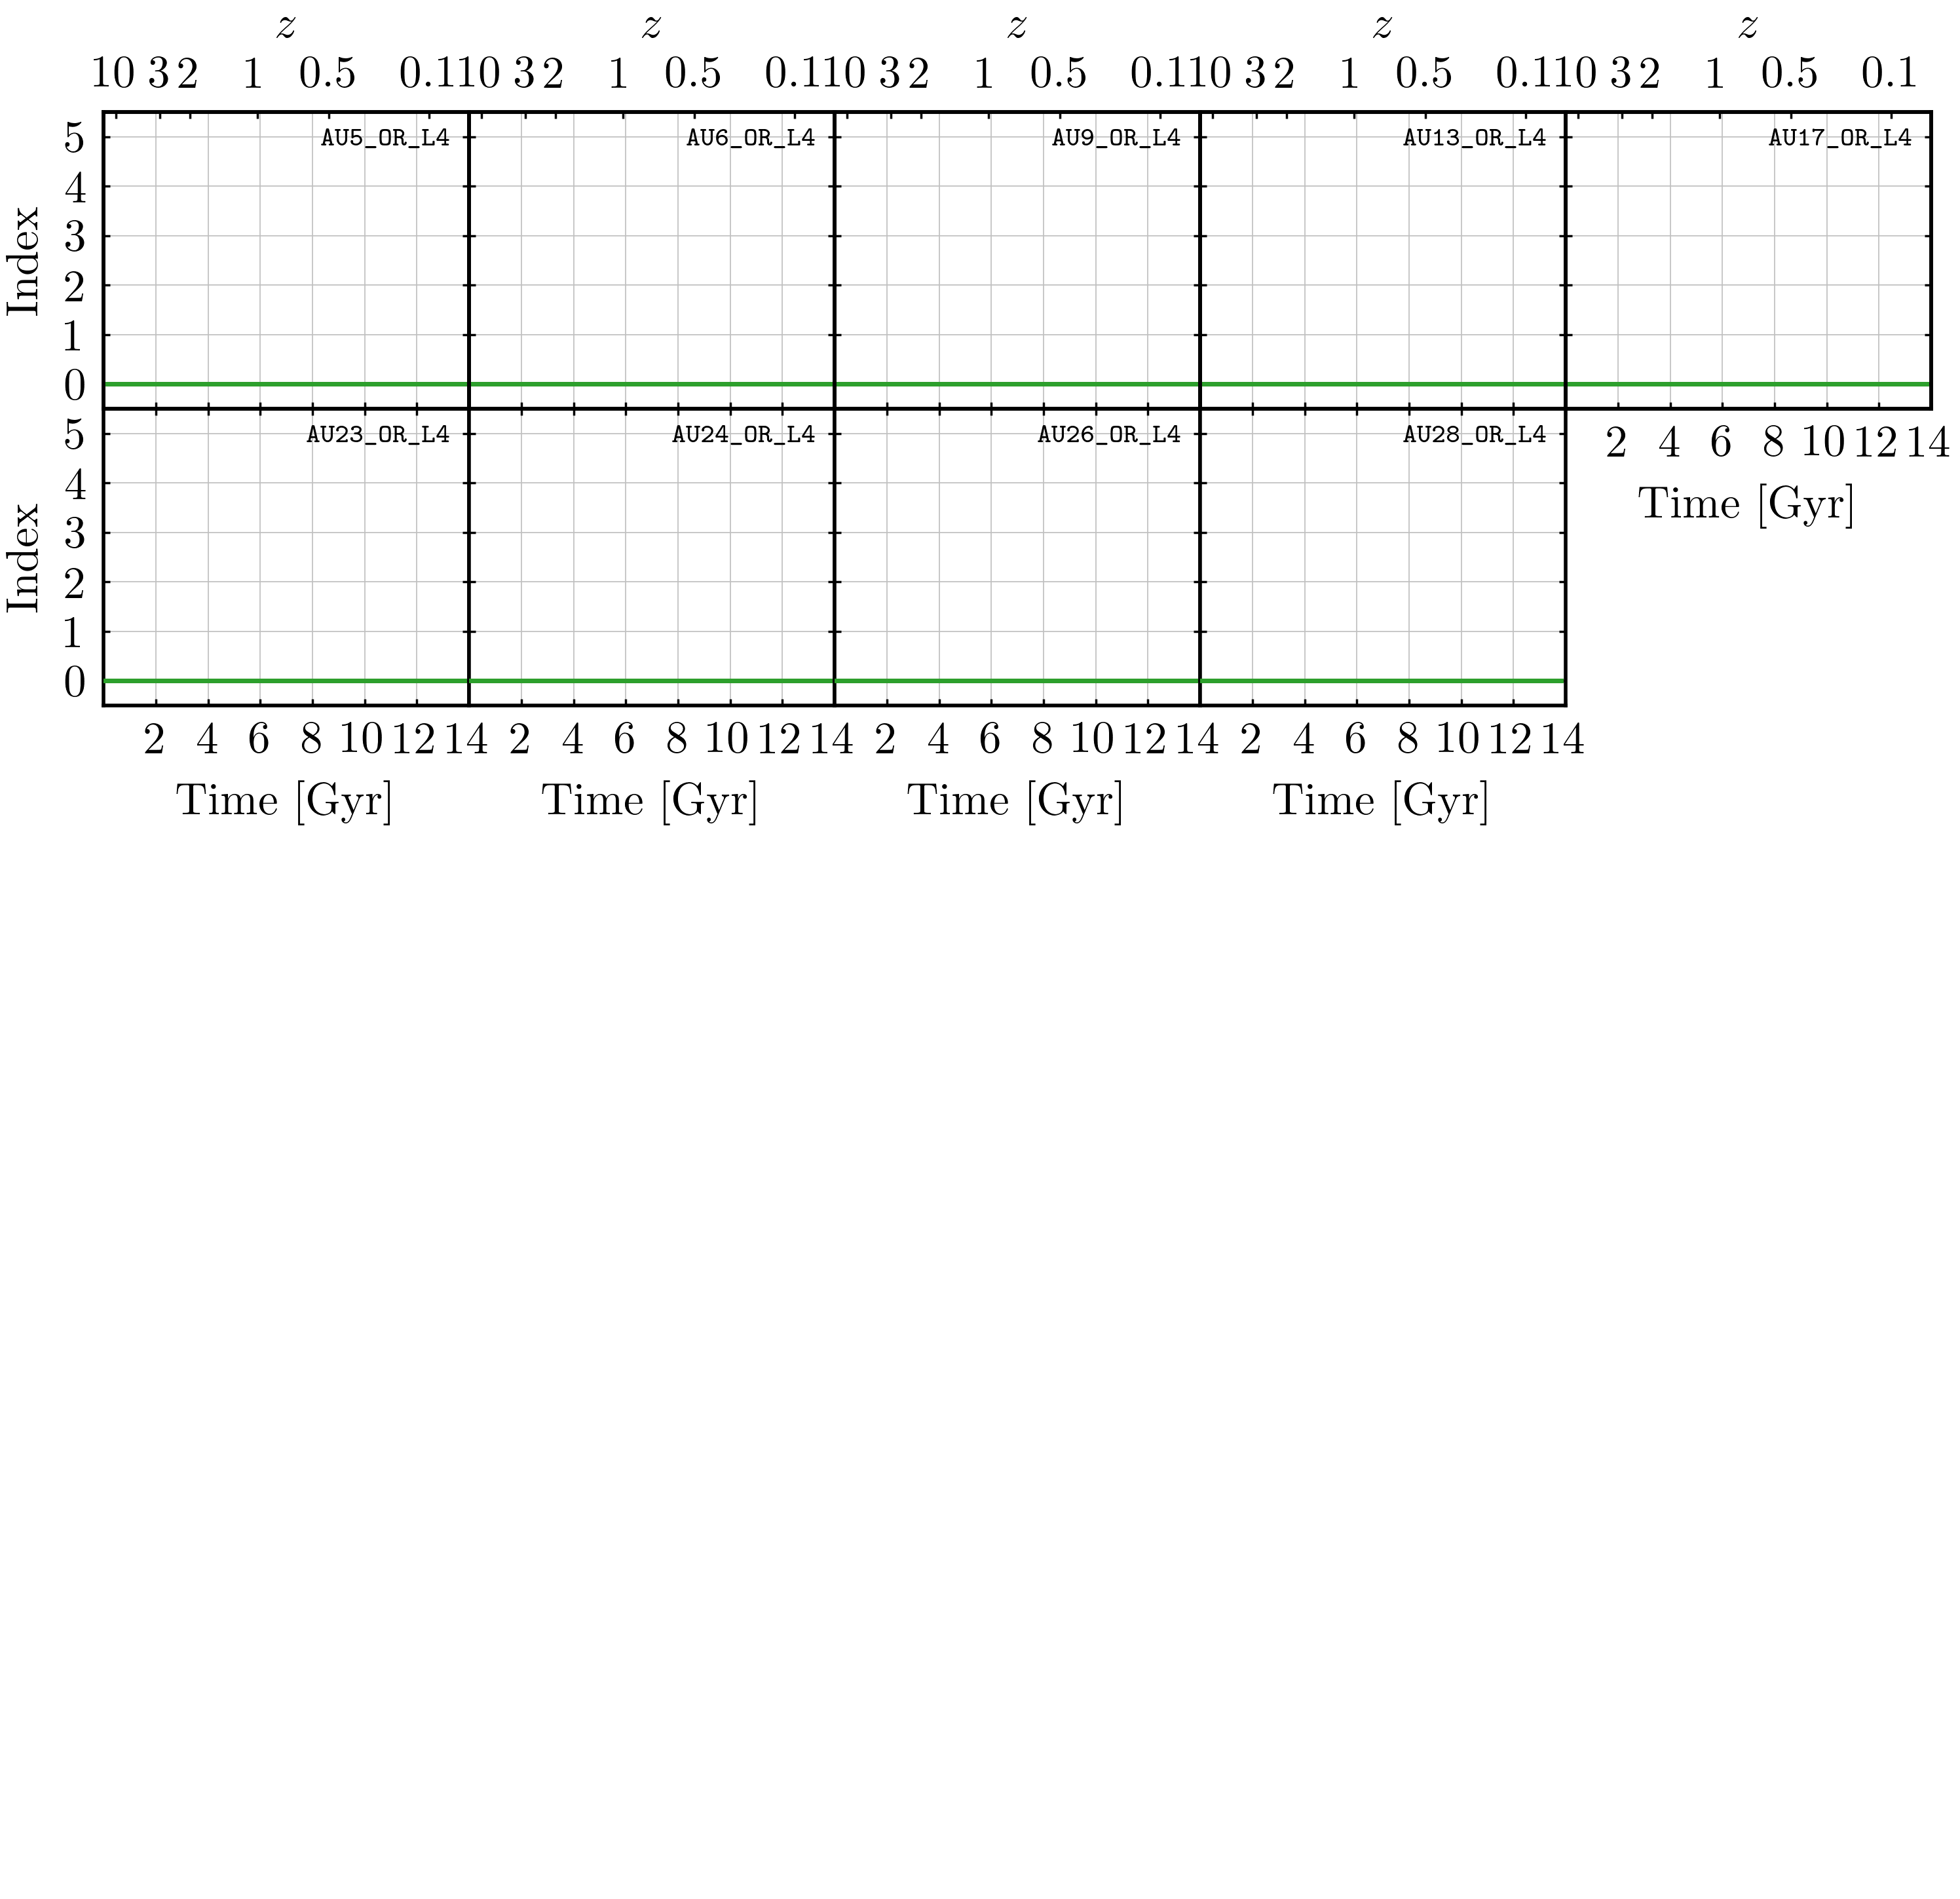 z z z z z
10 3 2 1 0.5 0.1 10 3 2 1 0.5 0.1 10 3 2 1 0.5 0.1 10 3 2 1 0.5 0.1 10 3 2 1 0.5 0.1
AU5_OR_L4 AU6_OR_L4 AU9_OR_L4 AU13_OR_L4 AU17_OR_L4
5
4
3
2
1
0
Index
AU23_OR_L4 AU24_OR_L4 AU26_OR_L4 AU28_OR_L4
2 4 6 8 10 12 14
Time [Gyr]
5
4
3
2
1
0
Index
2 4 6 8 10 12 14 2 4 6 8 10 12 14 2 4 6 8 10 12 14 2 4 6 8 10 12 14
Time [Gyr] Time [Gyr] Time [Gyr] Time [Gyr]